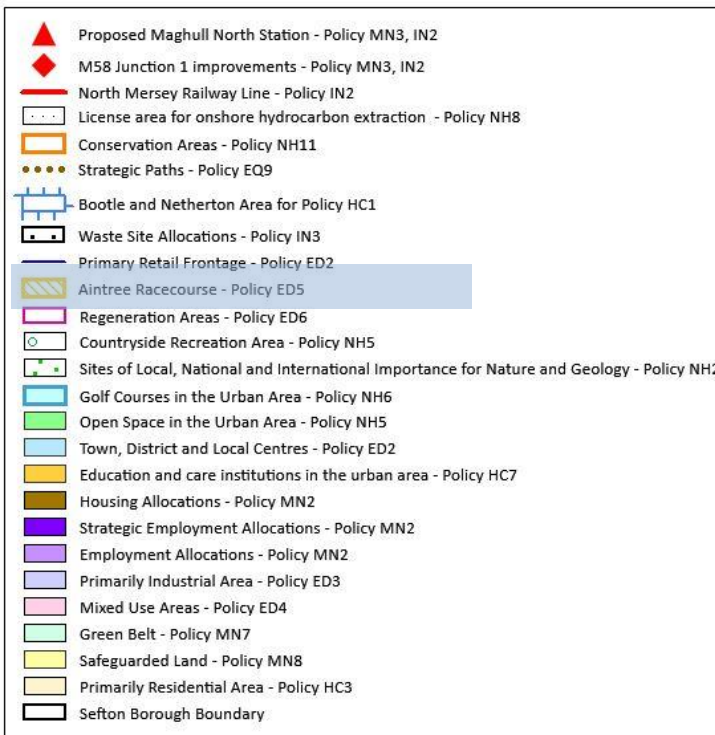 Proposed Maghull North Station - Policy MN3, IN2
M58 Junction 1 improvements - Policy MN3, IN2
North Mersey Railway Line - Policy IN2
License area for onshore hydrocarbon extraction - Policy NH8
Conservation Areas - Policy NH11
Strategic Paths - Policy EQ9
Bootle and Netherton Area for Policy HC1
Waste Site Allocations - Policy IN3
Primary Retail Frontage - Policy ED2
Aintree Racecourse - Policy ED5
Regeneration Areas - Policy ED6
Countryside Recreation Area - Policy NH5
Sites of Local, National and International Importance for Nature and Geology - Policy NH2
Golf Courses in the Urban Area - Policy NH6
Open Space in the Urban Area - Policy NH5
Town, District and Local Centres - Policy ED2
Education and care institutions in the urban area - Policy HC7
Housing Allocations - Policy MN2
Strategic Employment Allocations - Policy MN2
Employment Allocations - Policy MN2
Primarily Industrial Area - Policy ED3
Mixed Use Areas - Policy ED4
Green Belt - Policy MN7
Safeguarded Land - Policy MN8
Primarily Residential Area - Policy HC3
Sefton Borough Boundary